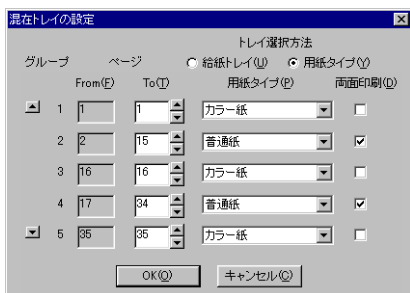 混在トレイの設定
トレイ選択方法
グループ ページ 給紙トレイ(U) 用紙タイプ(Y)
From(F) To(T) 用紙タイプ(P) 両面印刷(D)
1 1 1 カラー紙
2 2 15 普通紙
3 16 16 カラー紙
4 17 34 普通紙
5 35 35 カラー紙
OK(O) キャンセル(C)